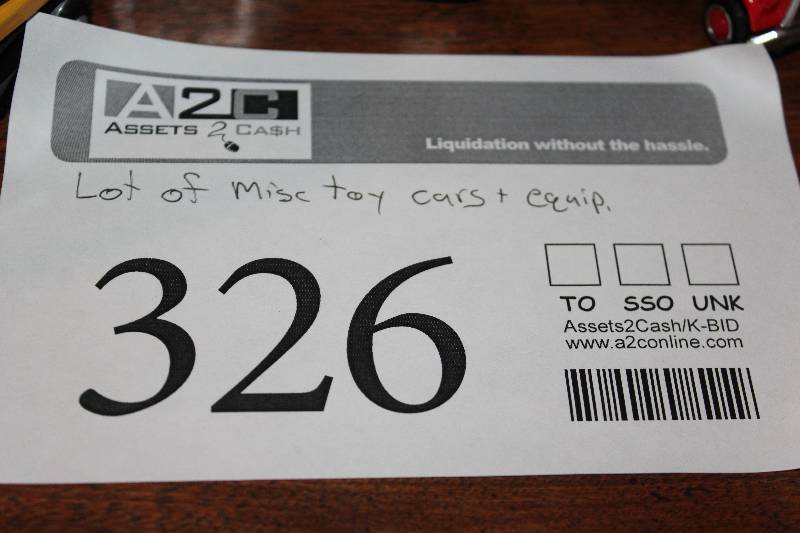 A2C
ASSETS 2 CA$H
Liquidation without the hassle.
Lot of Misc toy cars + equip.
326
TO SSO UNK
Assets2Cash/K-BID
www.a2conline.com